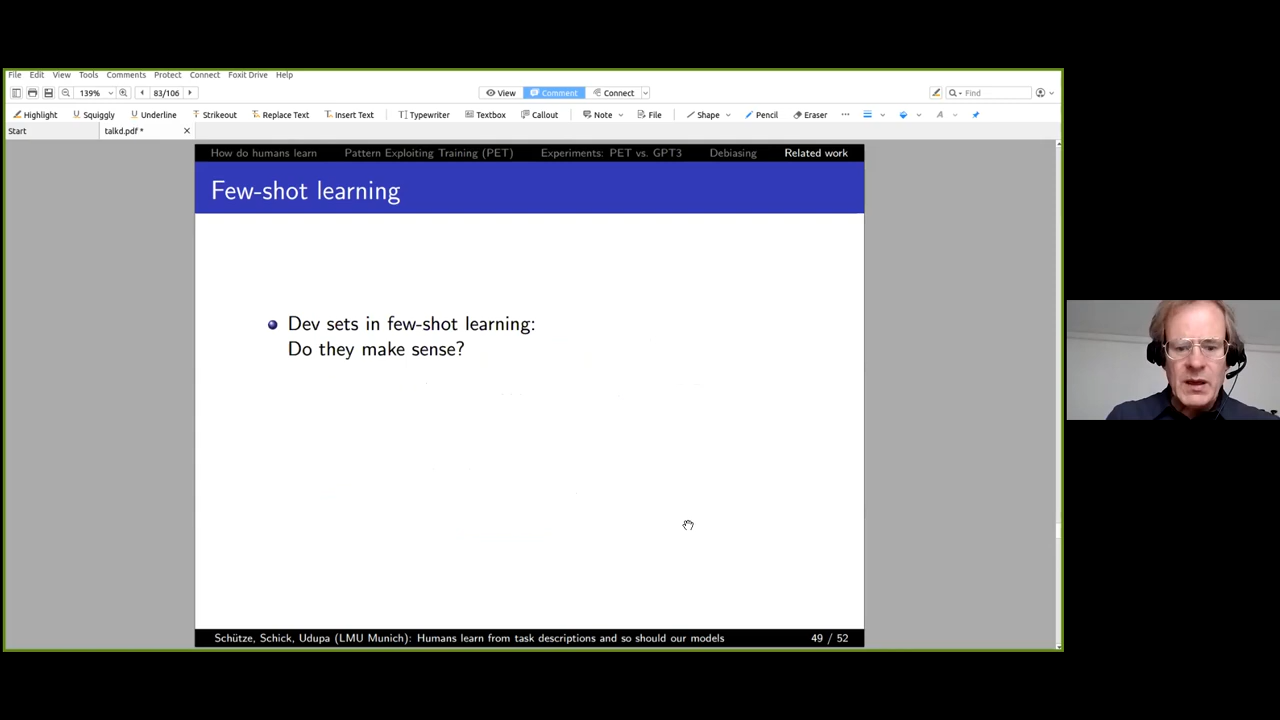 File Edit View Tools Comments Protect Connect Foxit Drive Help
139% 83/106 View Comment Connect Find
Highlight Squiggly Underline Strikeout Replace Text Insert Text Typewriter Textbox Callout Note File Shape Pencil Eraser
Start talkd.pdf *
How do humans learn Pattern Exploiting Training (PET) Experiments: PET vs. GPT3 Debiasing Related work
Few-shot learning
Dev sets in few-shot learning:
Do they make sense?
Schütze, Schick, Udupa (LMU Munich): Humans learn from task descriptions and so should our models 49 / 52